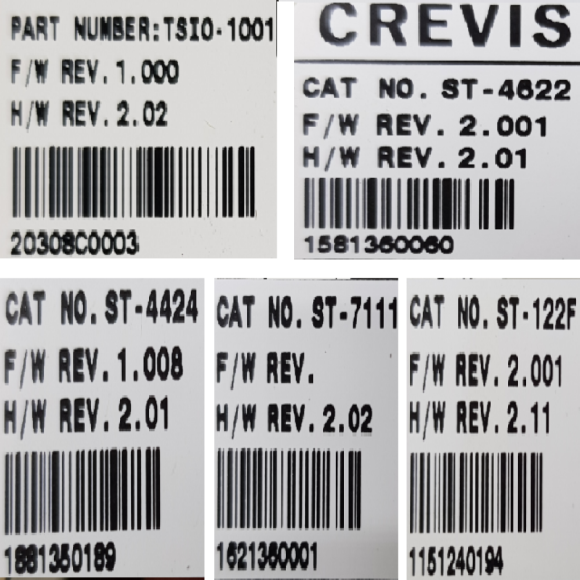 PART NUMBER:TSIO-1001
F/W REV.1.000
H/W REV.2.02
20308C0003
CREVIS
CAT NO. ST-4622
F/W REV. 2.001
H/W REV. 2.01
1581360060
CAT NO. ST-4424
F/W REV.1.008
H/W REV.2.01
1881350189
CAT NO. ST-7111
F/W REV.
H/W REV.2.02
1621360001
CAT NO. ST-122F
F/W REV.2.001
H/W REV.2.11
1151240194